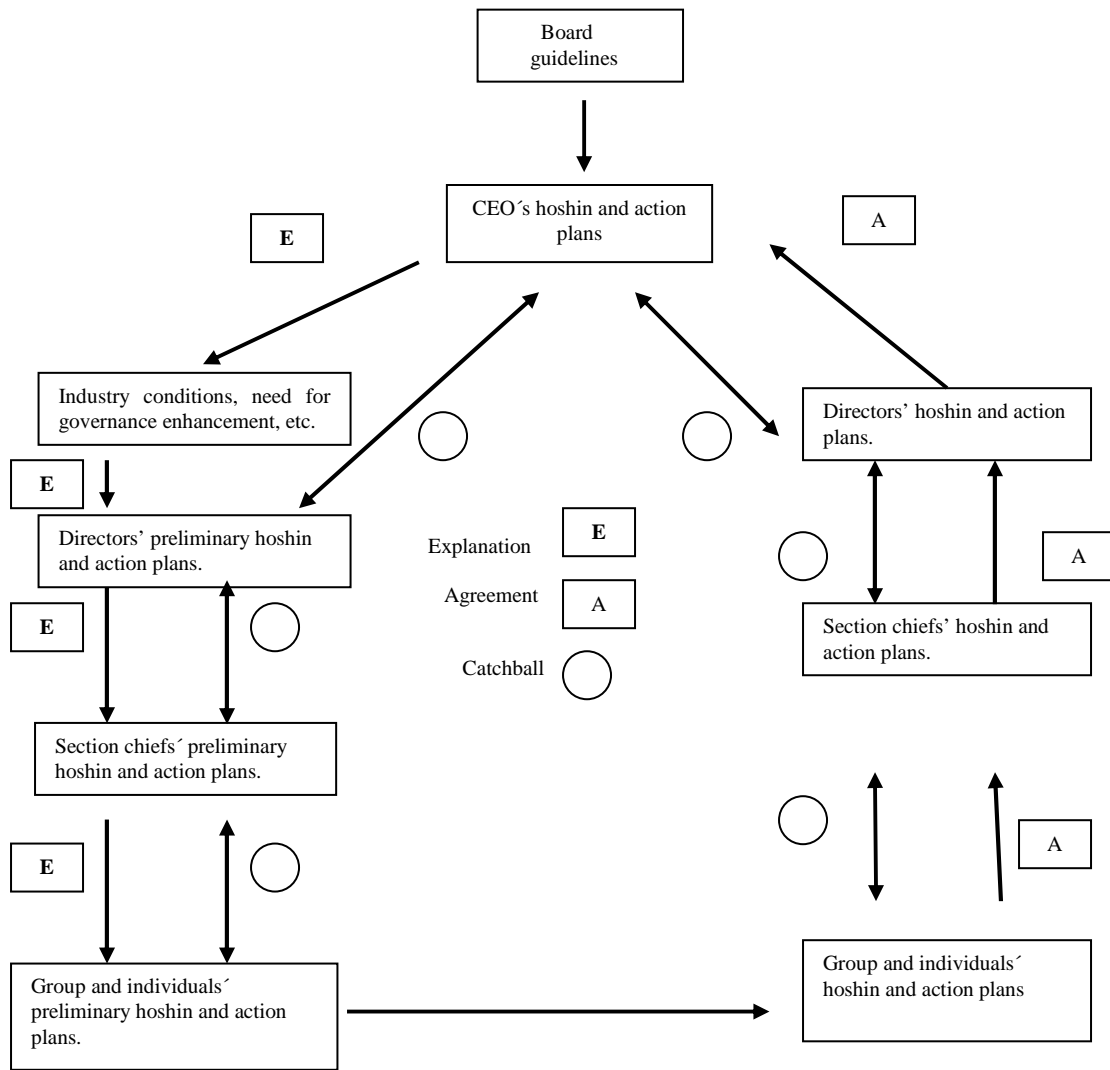 Board
guidelines
CEO´s hoshin and action
plans
E
A
Industry conditions, need for
governance enhancement, etc.
Directors’ hoshin and action
plans.
E
Directors’ preliminary hoshin
and action plans.
Explanation
E
Agreement
A
Catchball
A
E
Section chiefs’ hoshin and
action plans.
Section chiefs´ preliminary
hoshin and action plans.
E
A
Group and individuals´
preliminary hoshin and action
plans.
Group and individuals´
hoshin and action plans